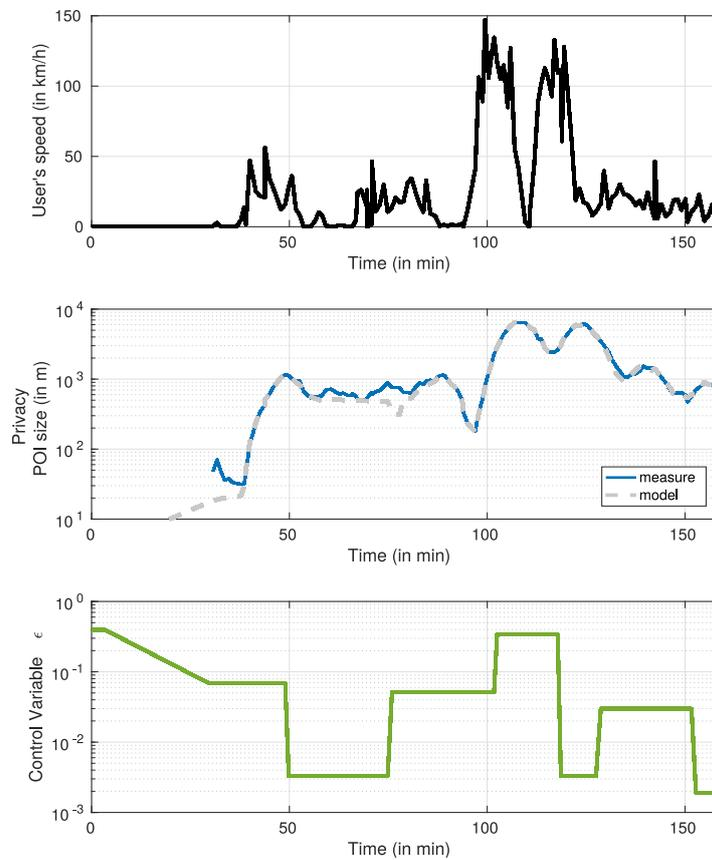 User's speed (in km/h)
150
100
50
0
0 50 100 150
Time (in min)
Privacy
POI size (in m)
10^4
10^3
10^2
10^1
measure
model
0 50 100 150
Time (in min)
Control Variable ϵ
10^0
10^-1
10^-2
10^-3
0 50 100 150
Time (in min)